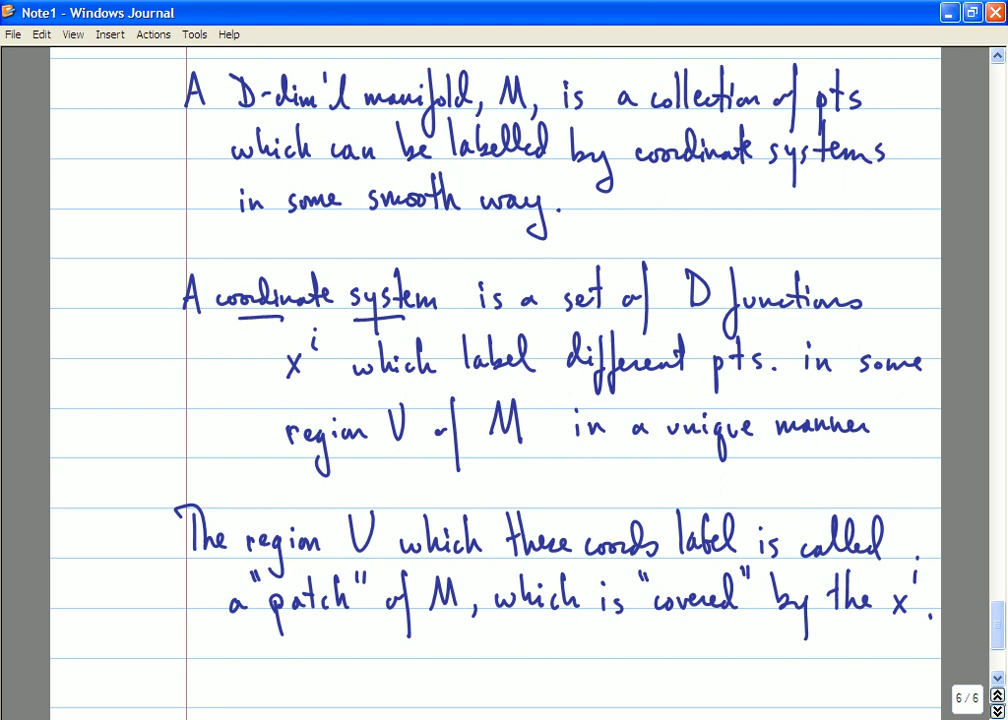 Note1 - Windows Journal
File Edit View Insert Actions Tools Help
A D-dim'l manifold, M, is a collection of pts
which can be labelled by coordinate systems
in some smooth way.
A coordinate system is a set of D functions
xⁱ which label different pts. in some
region U of M in a unique manner
The region U which these coords label is called
a "patch" of M, which is "covered" by the xⁱ.
6/6